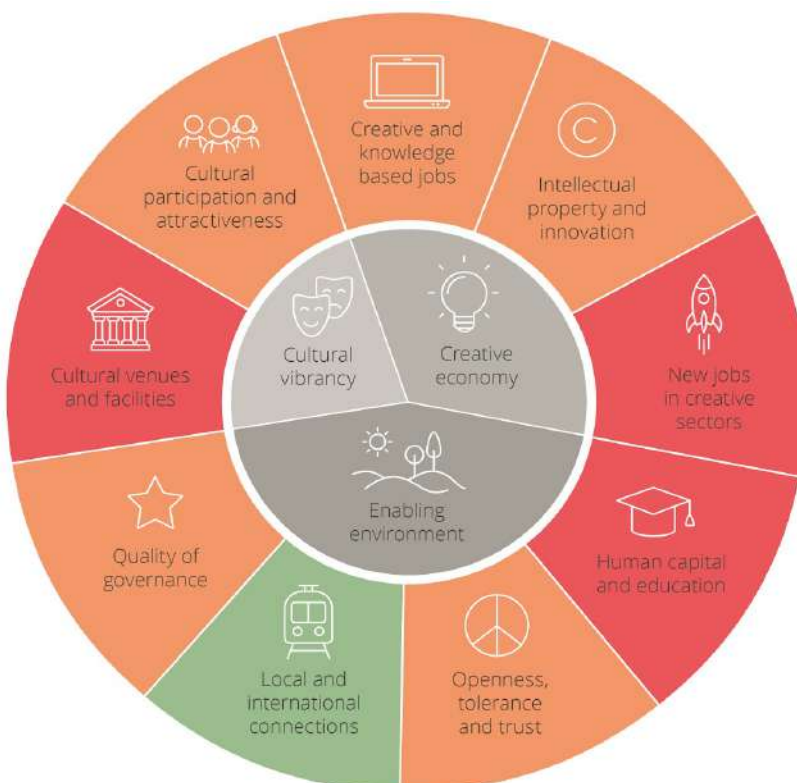 Creative and
knowledge
based jobs
C
Intellectual
property and
innovation
New jobs
in creative
sectors
Human capital
and education
Openness,
tolerance
and trust
Local and
international
connections
Quality of
governance
Cultural venues
and facilities
Cultural
participation and
attractiveness
Cultural
vibrancy
Creative
economy
Enabling
environment